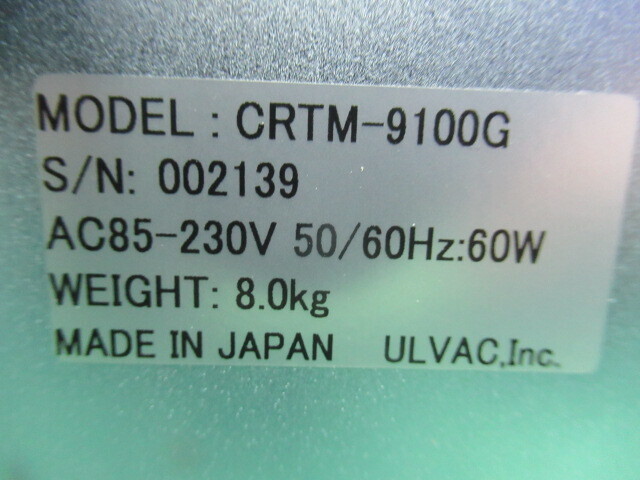 MODEL : CRTM-9100G
S/N: 002139
AC85-230V 50/60Hz:60W
WEIGHT: 8.0kg
MADE IN JAPAN ULVAC,Inc.